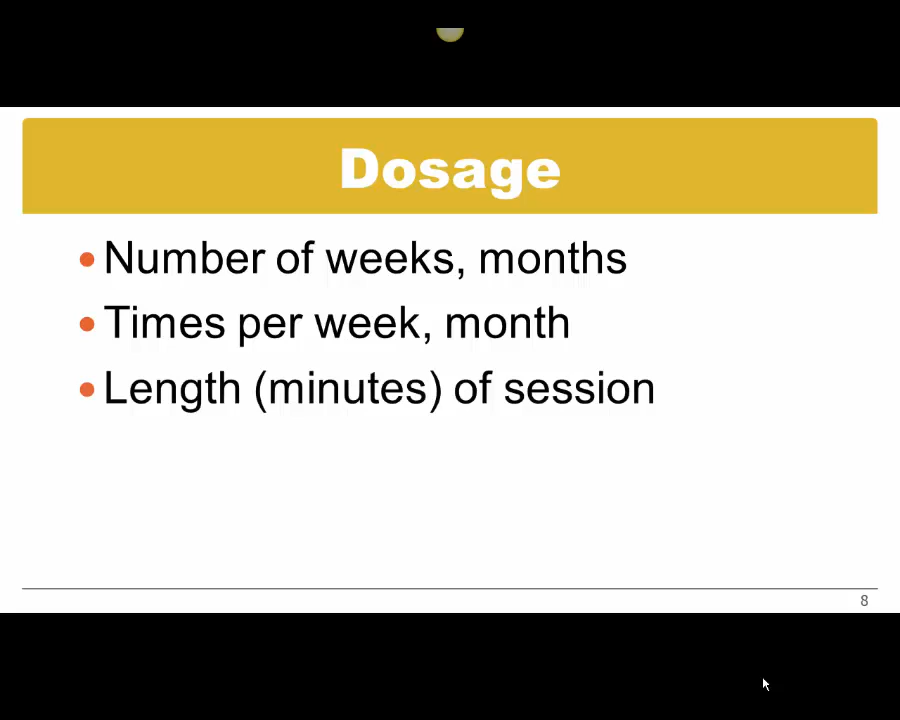 Dosage
Number of weeks, months
Times per week, month
Length (minutes) of session
8